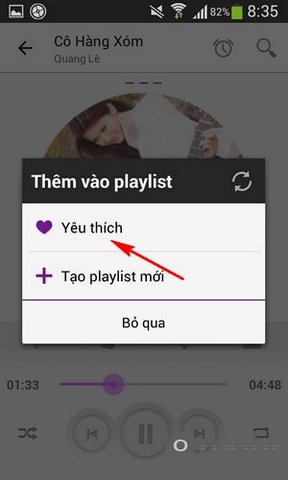 82% 8:35
Cô Hàng Xóm
Quang Lê
Thêm vào playlist
Yêu thích
Tạo playlist mới
Bỏ qua
01:33 04:48